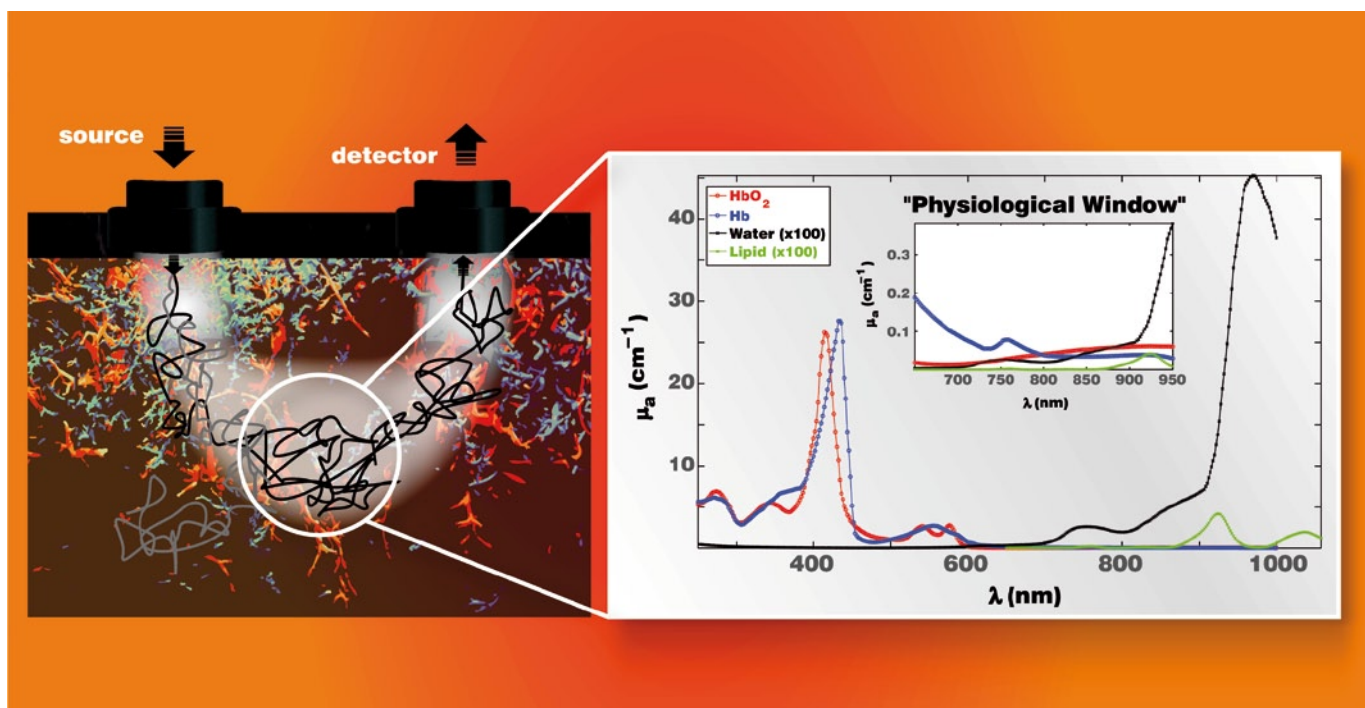 source
detector
HbO2
Hb
Water (x100)
Lipid (x100)
"Physiological Window"
40
30
20
10
μa (cm-1)
400
600
800
1000
λ (nm)
0.3
0.2
0.1
μa (cm-1)
700
750
800
850
900
950
λ (nm)